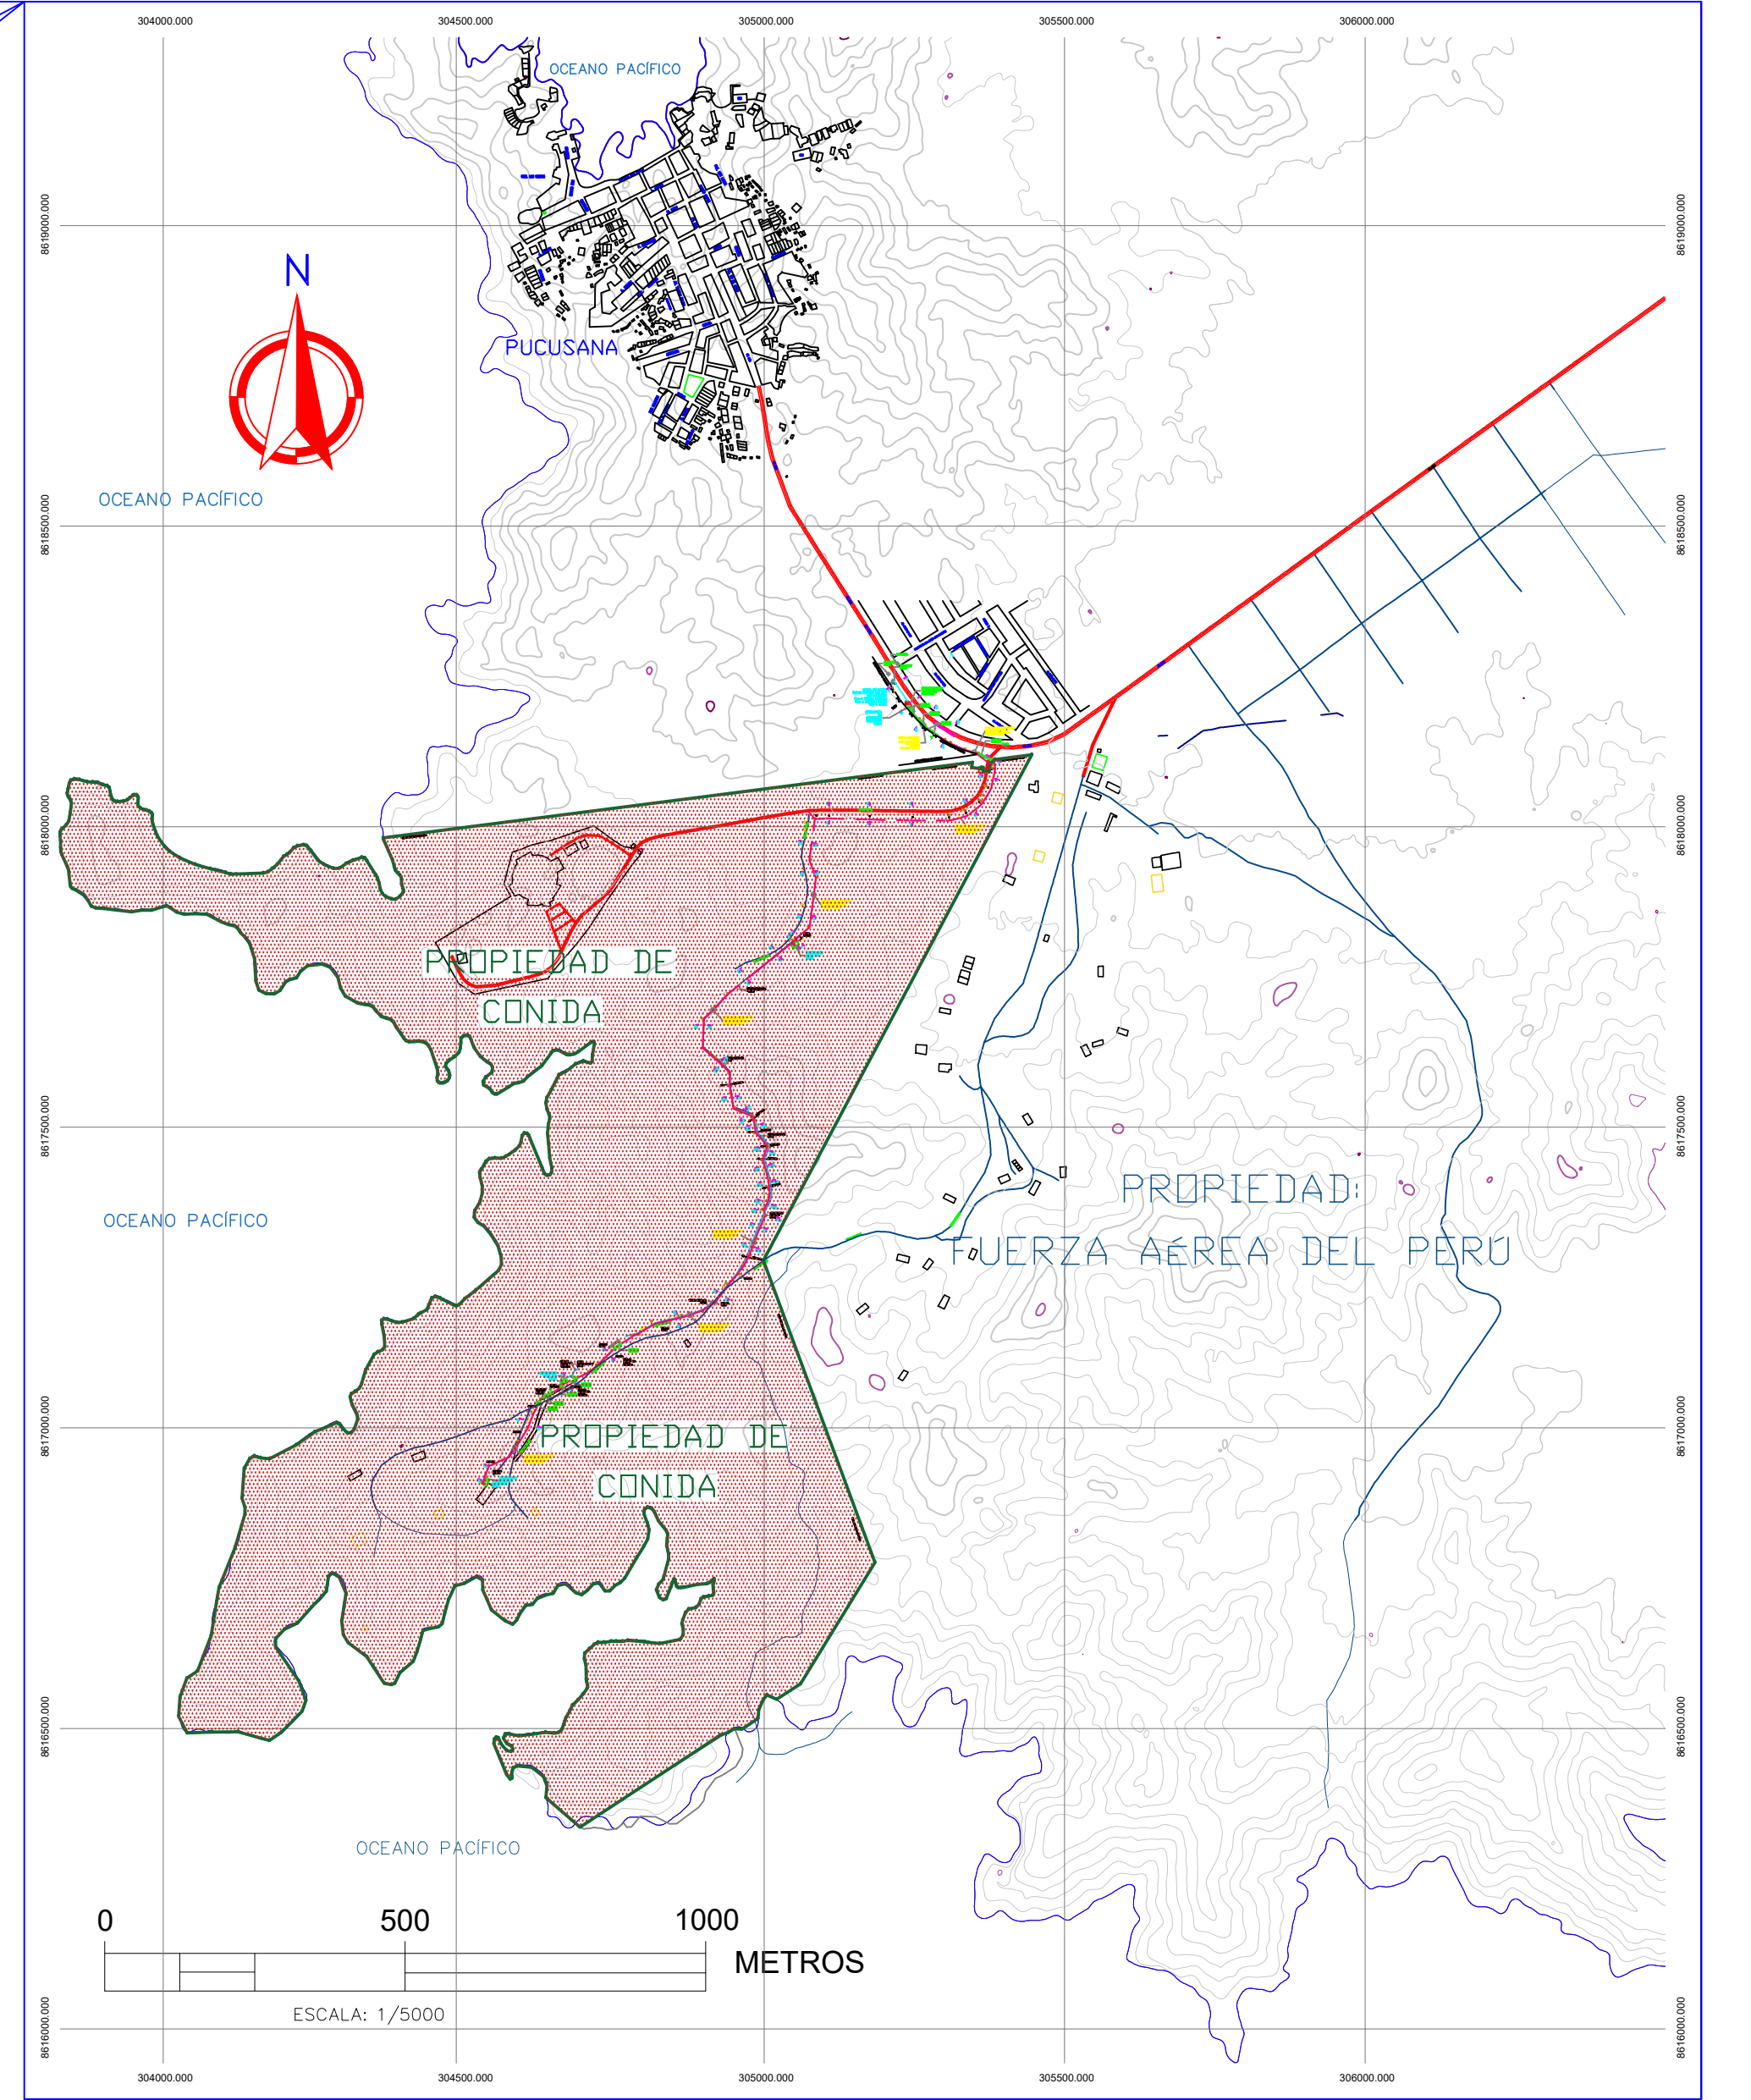 304000.000
304500.000
305000.000
305500.000
306000.000
OCEANO PACÍFICO
8619000.000
8619000.000
N
PUCUSANA
OCEANO PACÍFICO
8618500.000
8618500.000
8618000.000
8618000.000
PROPIEDAD DE
CONIDA
8617500.000
8617500.000
PROPIEDAD:
FUERZA AÉREA DEL PERÚ
OCEANO PACÍFICO
8617000.000
8617000.000
PROPIEDAD DE
CONIDA
8616500.000
8616500.000
OCEANO PACÍFICO
0
500
1000
METROS
ESCALA: 1/5000
8616000.000
8616000.000
304000.000
304500.000
305000.000
305500.000
306000.000